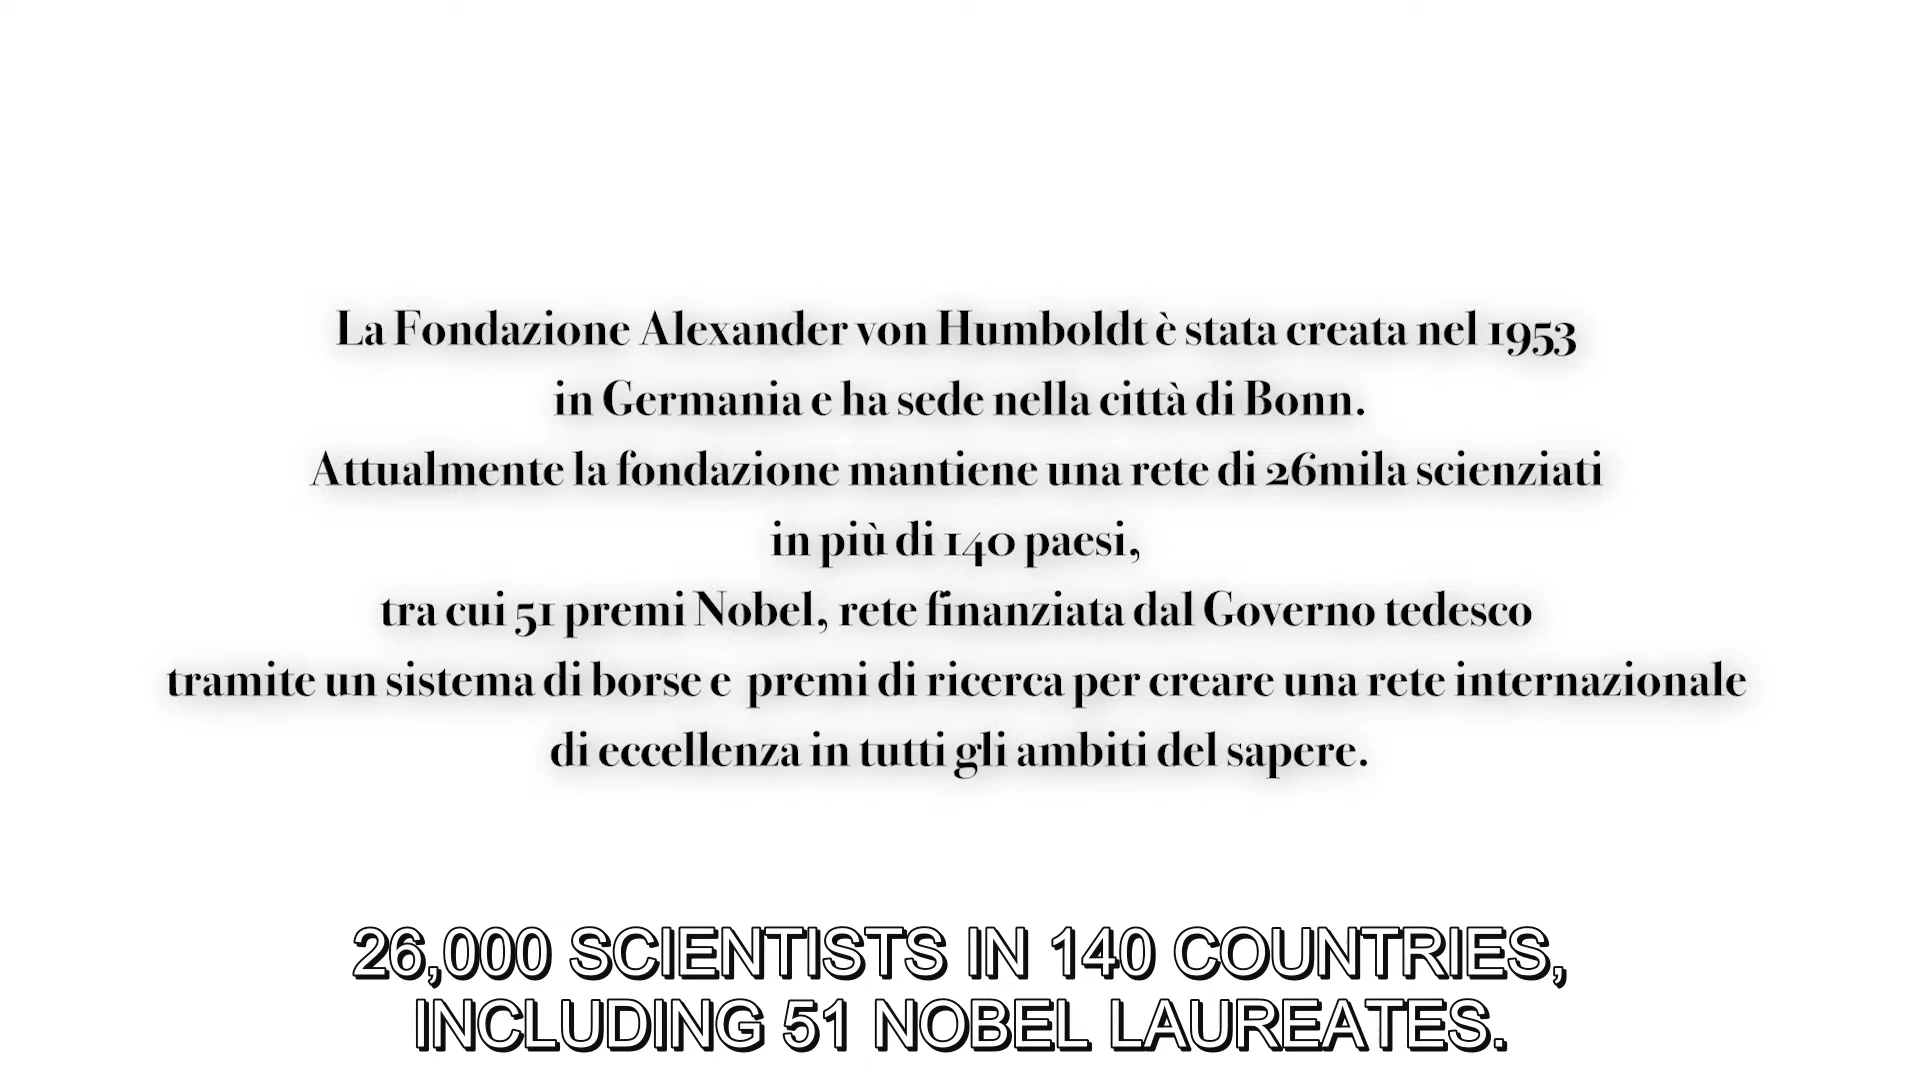 La Fondazione Alexander von Humboldt è stata creata nel 1953
in Germania e ha sede nella città di Bonn.
Attualmente la fondazione mantiene una rete di 26mila scienziati
in più di 140 paesi,
tra cui 51 premi Nobel, rete finanziata dal Governo tedesco
tramite un sistema di borse e premi di ricerca per creare una rete internazionale
di eccellenza in tutti gli ambiti del sapere.
26,000 SCIENTISTS IN 140 COUNTRIES,
INCLUDING 51 NOBEL LAUREATES.